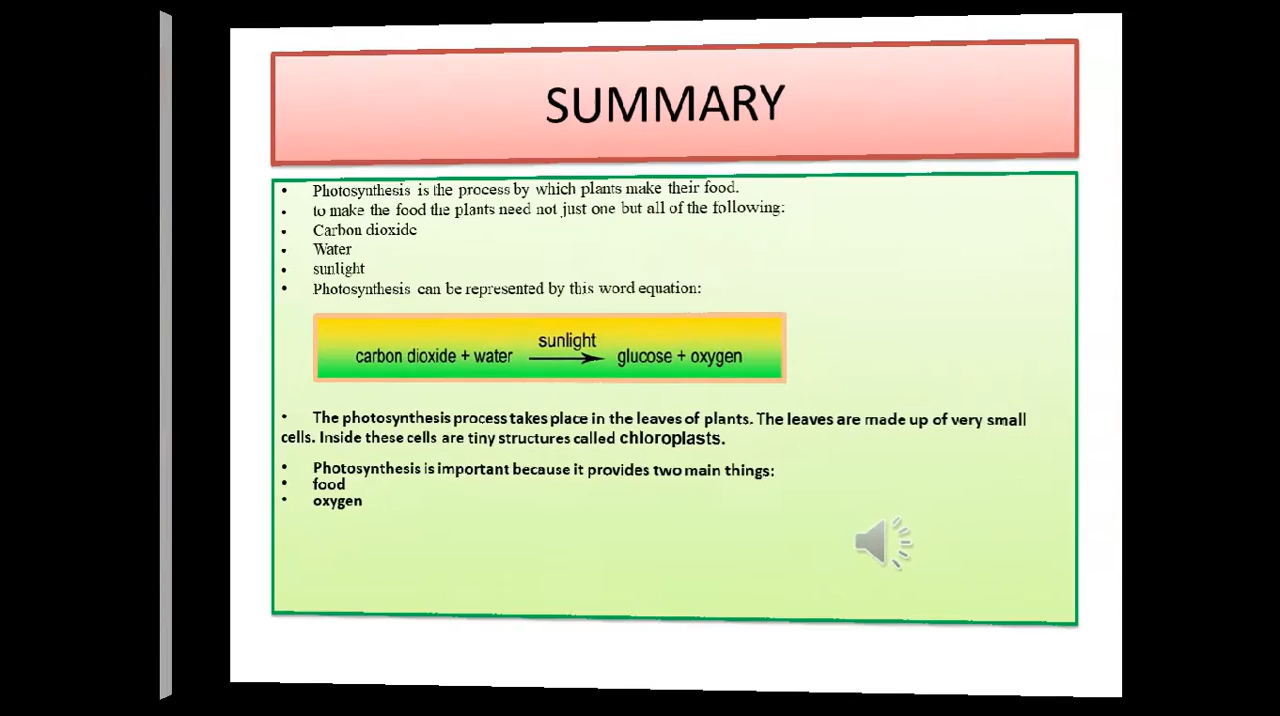 SUMMARY
• Photosynthesis is the process by which plants make their food.
• to make the food the plants need not just one but all of the following:
• Carbon dioxide
• Water
• sunlight
• Photosynthesis can be represented by this word equation:
sunlight
carbon dioxide + water ⟶ glucose + oxygen
• The photosynthesis process takes place in the leaves of plants. The leaves are made up of very small
cells. Inside these cells are tiny structures called chloroplasts.
• Photosynthesis is important because it provides two main things:
• food
• oxygen